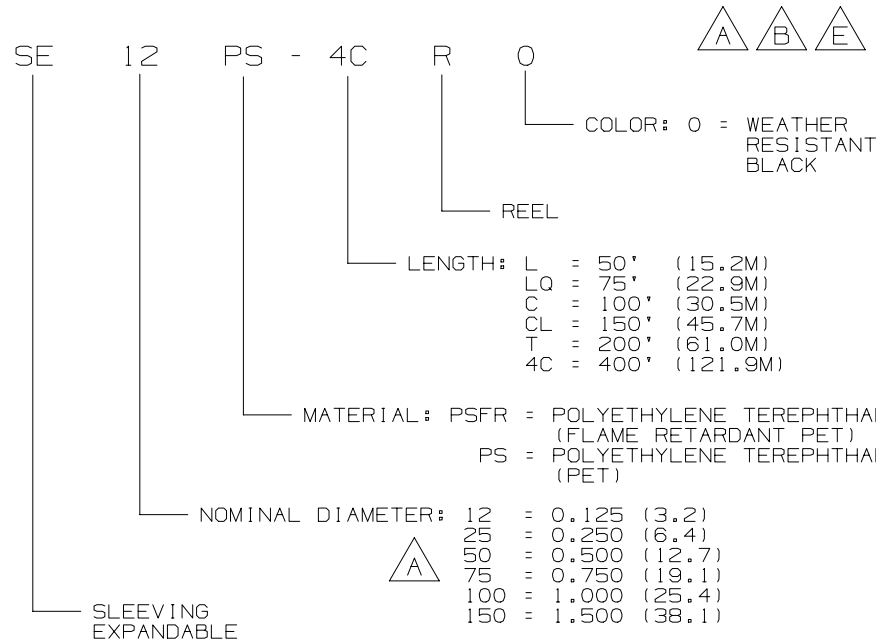 A B E
SE 12 PS - 4C R 0
COLOR: 0 = WEATHER
RESISTANT
BLACK
REEL
LENGTH: L = 50' (15.2M)
LQ = 75' (22.9M)
C = 100' (30.5M)
CL = 150' (45.7M)
T = 200' (61.0M)
4C = 400' (121.9M)
MATERIAL: PSFR = POLYETHYLENE TEREPHTHAL
(FLAME RETARDANT PET)
PS = POLYETHYLENE TEREPHTHAL
(PET)
NOMINAL DIAMETER: 12 = 0.125 (3.2)
25 = 0.250 (6.4)
A 50 = 0.500 (12.7)
75 = 0.750 (19.1)
100 = 1.000 (25.4)
150 = 1.500 (38.1)
SLEEVING
EXPANDABLE